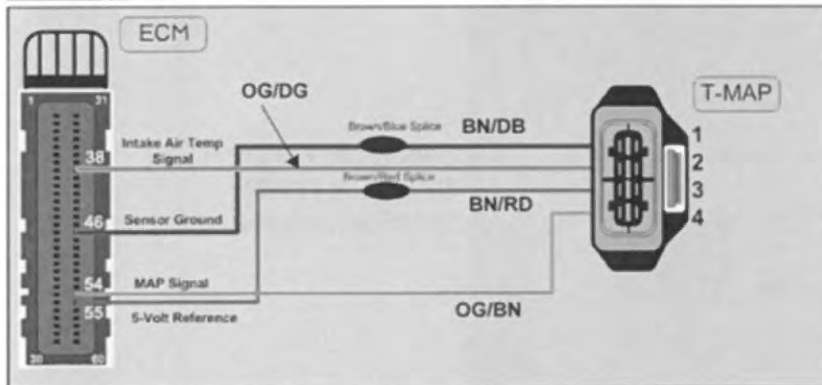 ECM
T-MAP
1 31
OG/DG
Brown/Blue Splice
BN/DB
1
Intake Air Temp
Signal
38
2
Brown/Red Splice
3
BN/RD
46
Sensor Ground
4
54
MAP Signal
OG/BN
55
5-Volt Reference
30 60